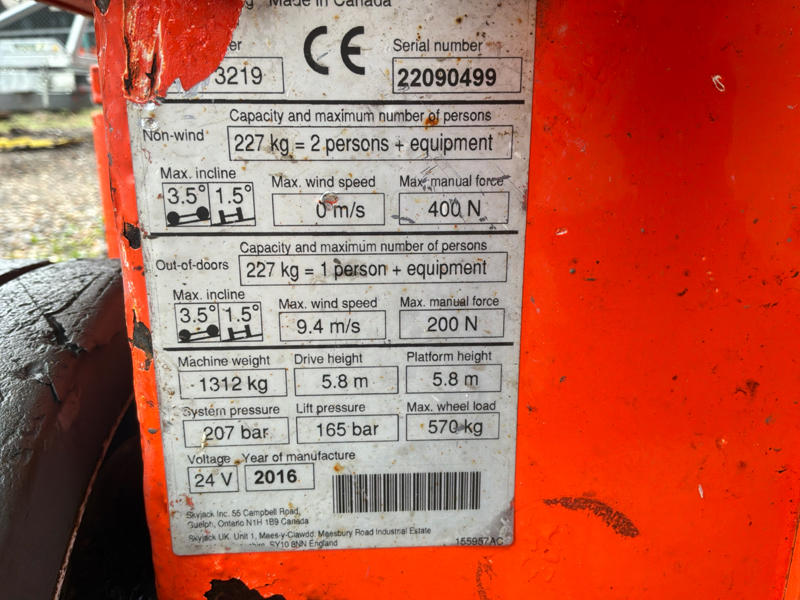 Made in Canada
CE
Serial number
3219
22090499
Capacity and maximum number of persons
Non-wind
227 kg = 2 persons + equipment
Max. incline
Max. wind speed
Max. manual force
3.5° 1.5°
0 m/s
400 N
Capacity and maximum number of persons
Out-of-doors
227 kg = 1 person + equipment
Max. incline
Max. wind speed
Max. manual force
3.5° 1.5°
9.4 m/s
200 N
Machine weight
Drive height
Platform height
1312 kg
5.8 m
5.8 m
System pressure
Lift pressure
Max. wheel load
207 bar
165 bar
570 kg
Voltage
Year of manufacture
24 V
2016
Skyjack Inc. 55 Campbell Road,
Guelph, Ontario N1H 1B9 Canada
Skyjack UK. Unit 1, Maes-y-Clawdd. Maesbury Road Industrial Estate
SY10 8NN England
155957AC